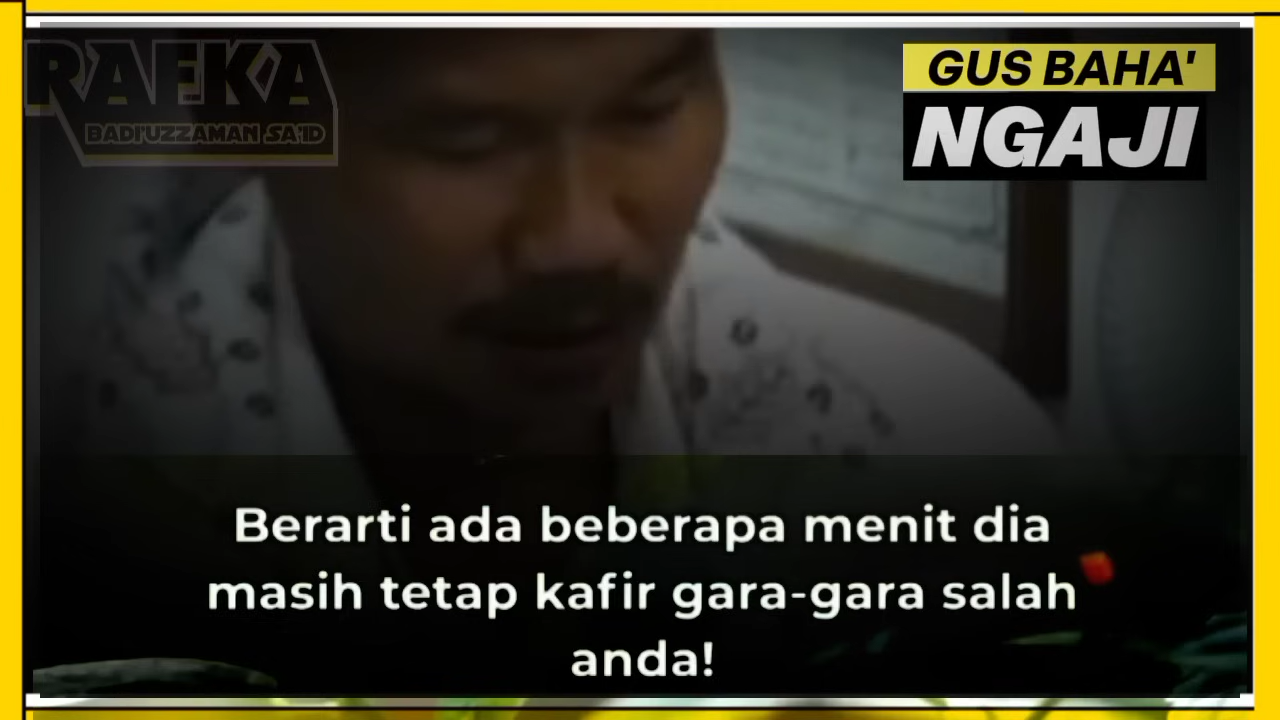 RAEKA
BADI'UZZAMAN SA'ID
GUS BAHA'
NGAJI
Berarti ada beberapa menit dia
masih tetap kafir gara-gara salah
anda!